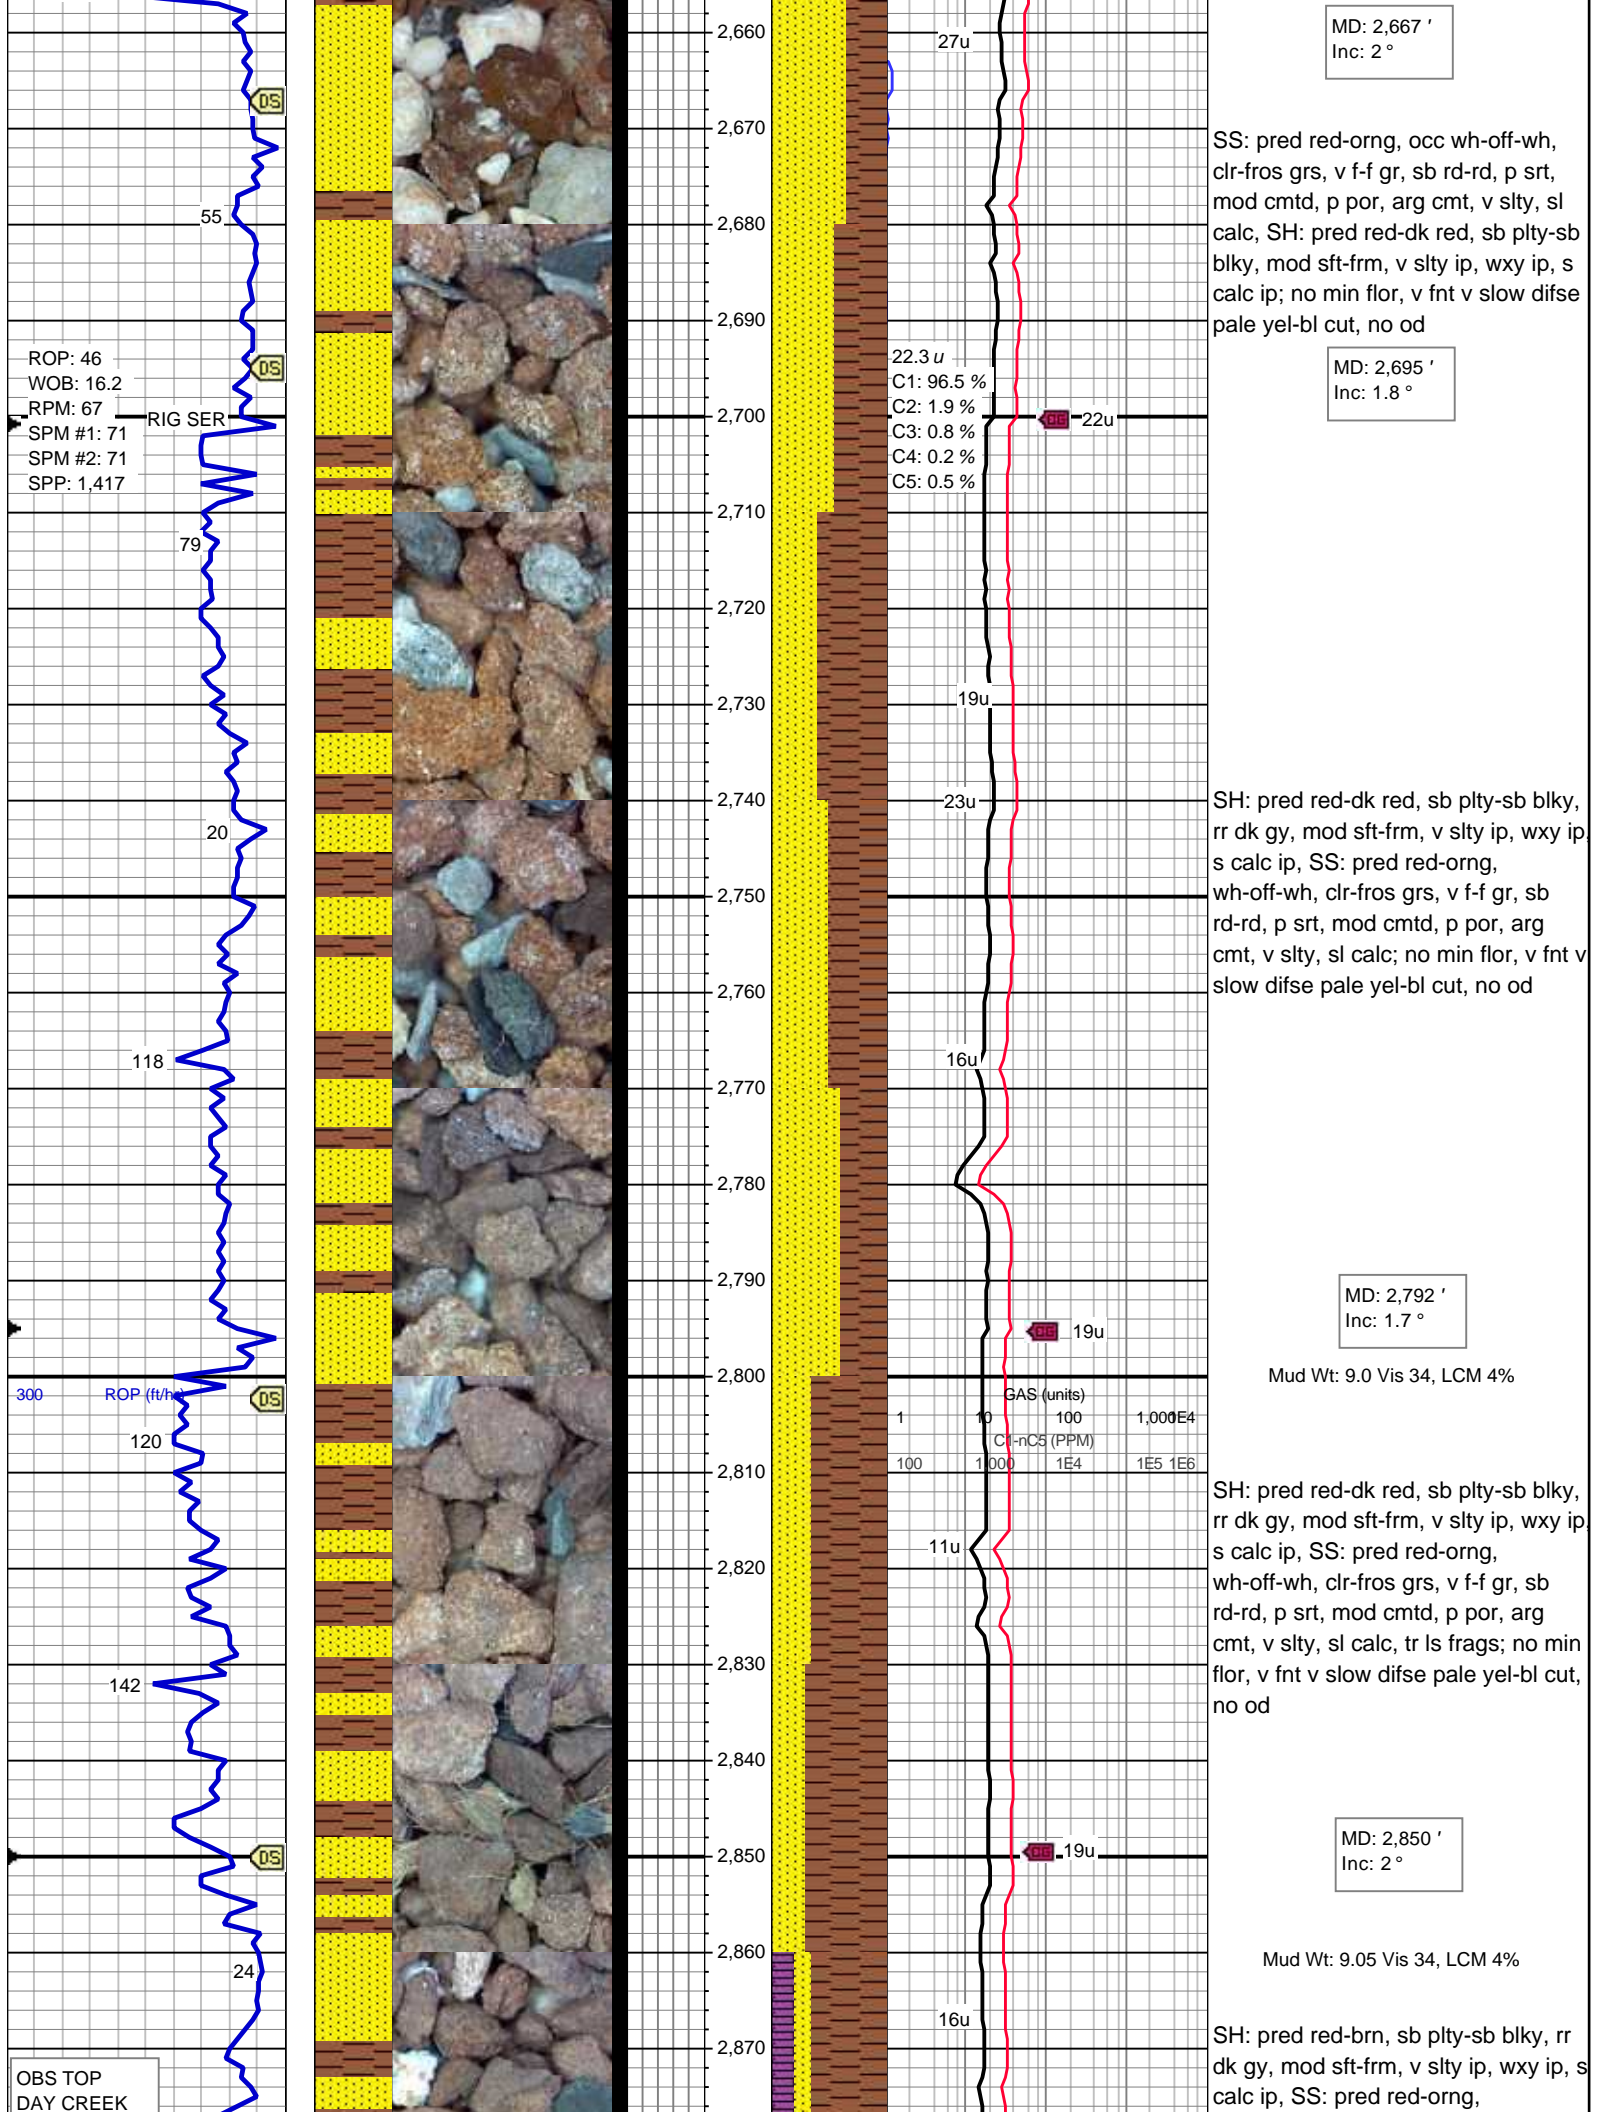 2,660
27u
MD: 2,667 '
Inc: 2 °
DS
2,670
SS: pred red-orng, occ wh-off-wh,
clr-fros grs, v f-f gr, sb rd-rd, p srt,
mod cmtd, p por, arg cmt, v slty, sl
calc, SH: pred red-dk red, sb plty-sb
blky, mod sft-frm, v slty ip, wxy ip, s
calc ip; no min flor, v fnt v slow difse
pale yel-bl cut, no od
55
2,680
2,690
ROP: 46
WOB: 16.2
RPM: 67
SPM #1: 71
SPM #2: 71
SPP: 1,417
DS
RIG SER
22.3 u
C1: 96.5 %
C2: 1.9 %
C3: 0.8 %
C4: 0.2 %
C5: 0.5 %
MD: 2,695 '
Inc: 1.8 °
2,700
22u
2,710
79
2,720
19u
2,730
2,740
23u
20
SH: pred red-dk red, sb plty-sb blky,
rr dk gy, mod sft-frm, v slty ip, wxy ip,
s calc ip, SS: pred red-orng,
wh-off-wh, clr-fros grs, v f-f gr, sb
rd-rd, p srt, mod cmtd, p por, arg
cmt, v slty, sl calc; no min flor, v fnt v
slow difse pale yel-bl cut, no od
2,750
2,760
118
16u
2,770
2,780
2,790
MD: 2,792 '
Inc: 1.7 °
19u
2,800
Mud Wt: 9.0 Vis 34, LCM 4%
300 ROP (ft/hr)
DS
GAS (units)
1 10 100 1,000 1E4
C1-nC5 (PPM)
100 1,000 1E4 1E5 1E6
120
2,810
SH: pred red-dk red, sb plty-sb blky,
rr dk gy, mod sft-frm, v slty ip, wxy ip,
s calc ip, SS: pred red-orng,
wh-off-wh, clr-fros grs, v f-f gr, sb
rd-rd, p srt, mod cmtd, p por, arg
cmt, v slty, sl calc, tr ls frags; no min
flor, v fnt v slow difse pale yel-bl cut,
no od
11u
2,820
2,830
142
2,840
MD: 2,850 '
Inc: 2 °
DS
2,850
19u
2,860
Mud Wt: 9.05 Vis 34, LCM 4%
24
16u
2,870
SH: pred red-brn, sb plty-sb blky, rr
dk gy, mod sft-frm, v slty ip, wxy ip, s
calc ip, SS: pred red-orng,
OBS TOP
DAY CREEK